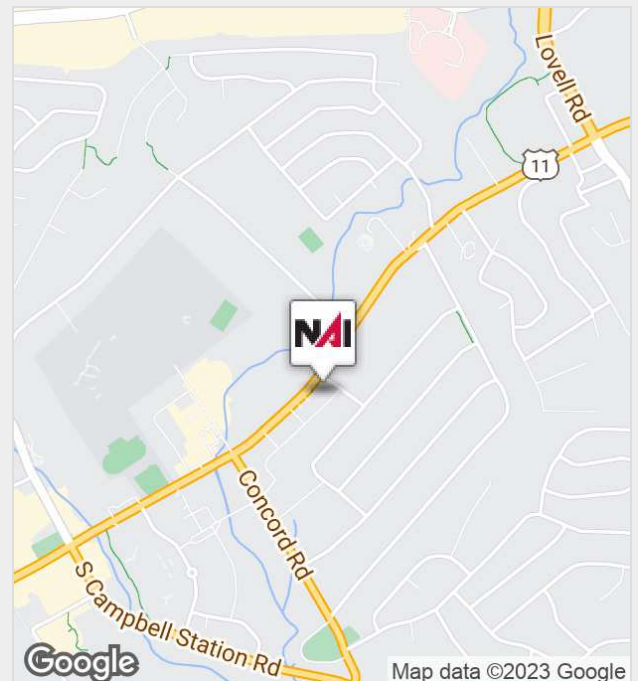 Lovell Rd
11
NAI
Concord Rd
S Campbell Station Rd
Google
Map data ©2023 Google